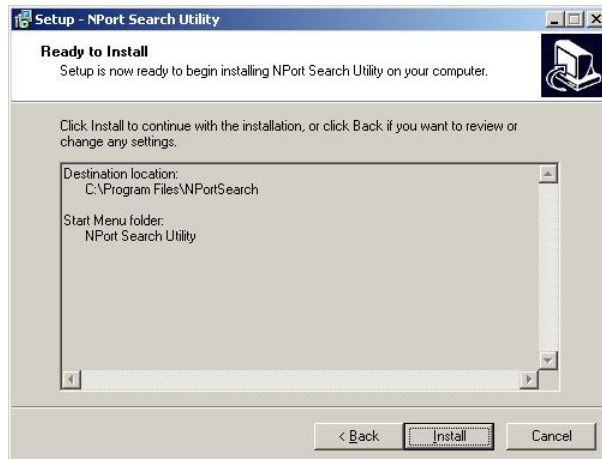 Setup - NPort Search Utility
Ready to Install
Setup is now ready to begin installing NPort Search Utility on your computer.
Click Install to continue with the installation, or click Back if you want to review or
change any settings.
Destination location:
C:\Program Files\NPortSearch
Start Menu folder:
NPort Search Utility
< Back
Install
Cancel